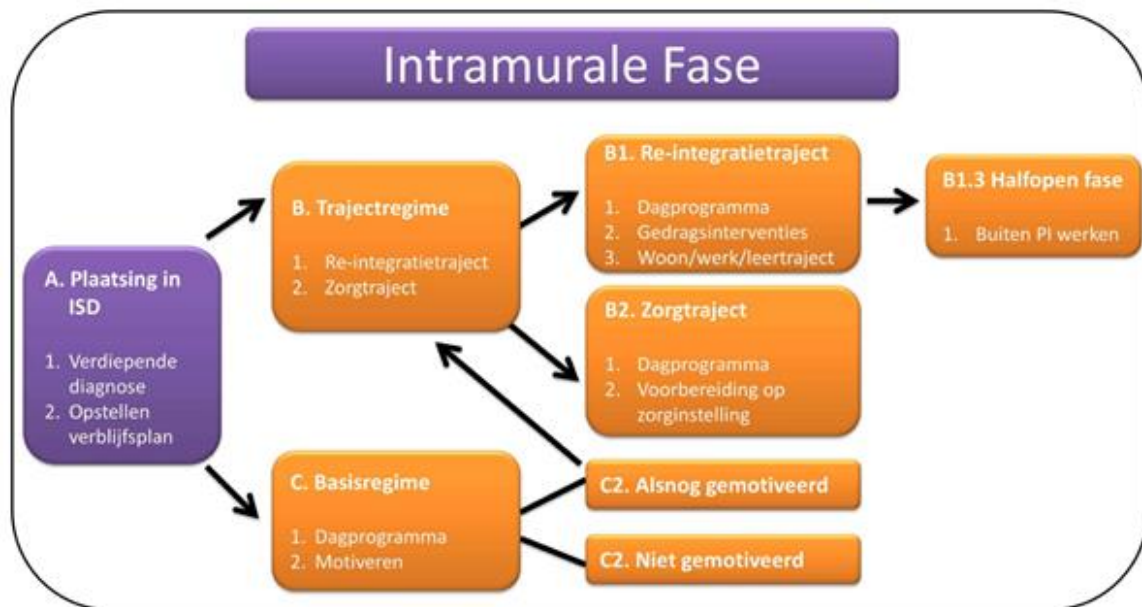 Intramurale Fase
A. Plaatsing in
ISD
1. Verdiepende
diagnose
2. Opstellen
verblijfsplan
B. Trajectregime
1. Re-integratietraject
2. Zorgtraject
B1. Re-integratietraject
1. Dagprogramma
2. Gedragsinterventies
3. Woon/werk/leertraject
B1.3 Halfopen fase
1. Buiten PI werken
B2. Zorgtraject
1. Dagprogramma
2. Voorbereiding op
zorginstelling
C. Basisregime
1. Dagprogramma
2. Motiveren
C2. Alsnog gemotiveerd
C2. Niet gemotiveerd